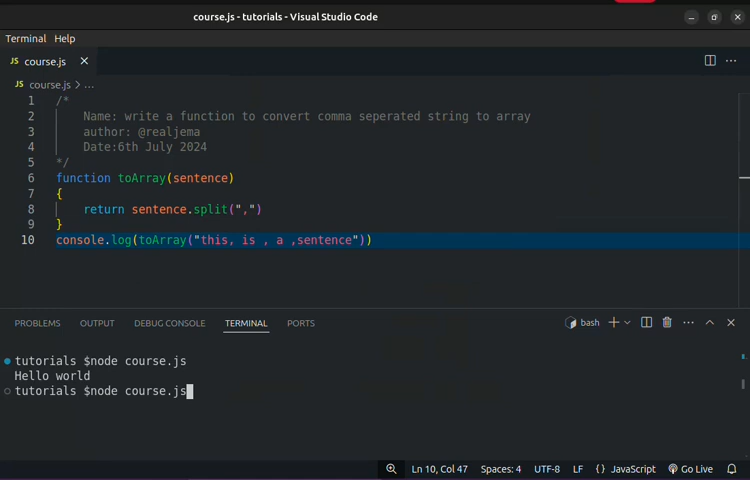 course.js - tutorials - Visual Studio Code
Terminal Help
JS course.js
JS course.js > ...
1 /*
2 Name: write a function to convert comma seperated string to array
3 author: @realjema
4 Date:6th July 2024
5 */
6 function toArray(sentence)
7 {
8 return sentence.split(",")
9 }
10 console.log(toArray("this, is , a ,sentence"))
PROBLEMS OUTPUT DEBUG CONSOLE TERMINAL PORTS bash
tutorials $node course.js
Hello world
tutorials $node course.js
Ln 10, Col 47 Spaces: 4 UTF-8 LF {} JavaScript Go Live